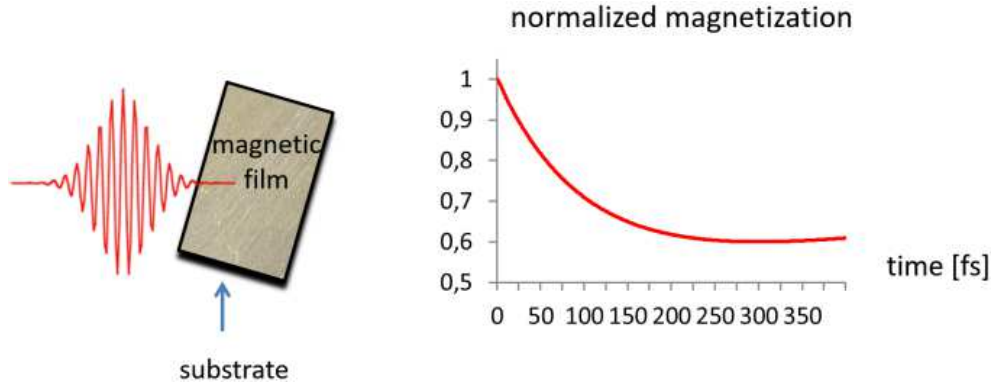 normalized magnetization
magnetic
film
substrate
1
0,9
0,8
0,7
0,6
0,5
0 50 100 150 200 250 300 350
time [fs]